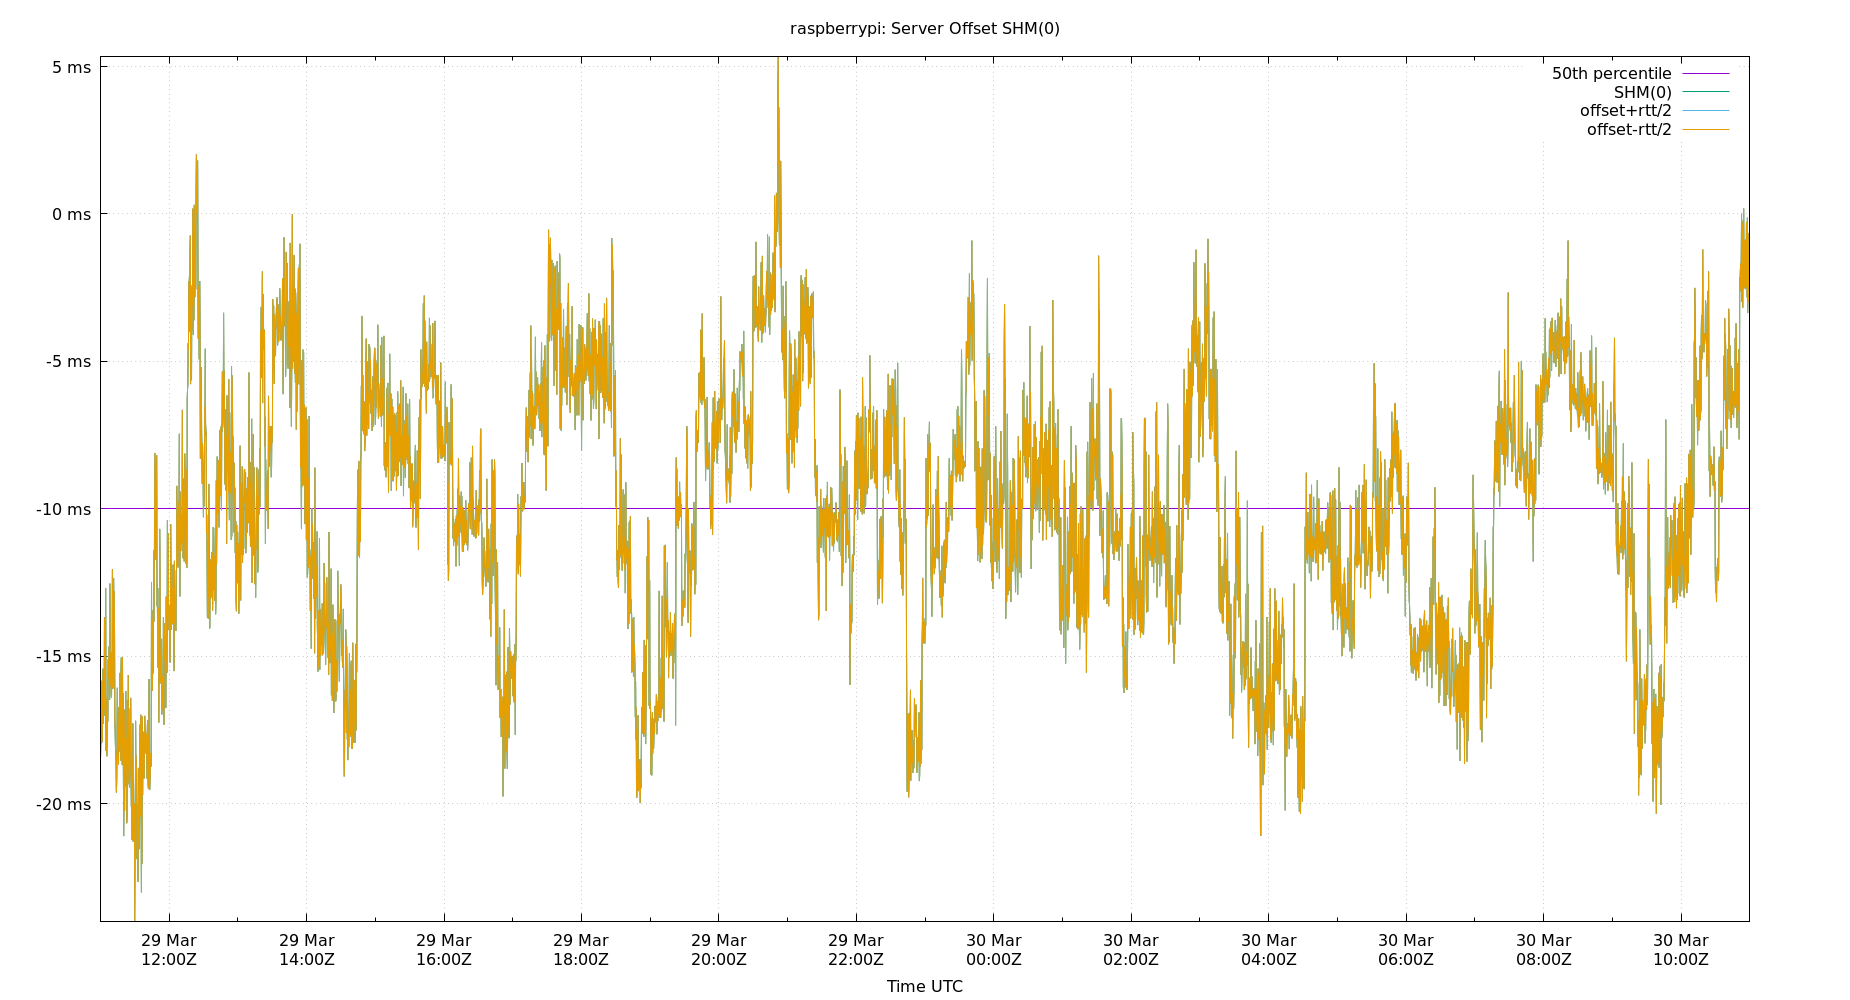 raspberrypi: Server Offset SHM(0)
50th percentile
SHM(0)
offset+rtt/2
offset-rtt/2
5 ms
0 ms
-5 ms
-10 ms
-15 ms
-20 ms
29 Mar 29 Mar 29 Mar 29 Mar 29 Mar 29 Mar 30 Mar 30 Mar 30 Mar 30 Mar 30 Mar 30 Mar
12:00Z 14:00Z 16:00Z 18:00Z 20:00Z 22:00Z 00:00Z 02:00Z 04:00Z 06:00Z 08:00Z 10:00Z
Time UTC